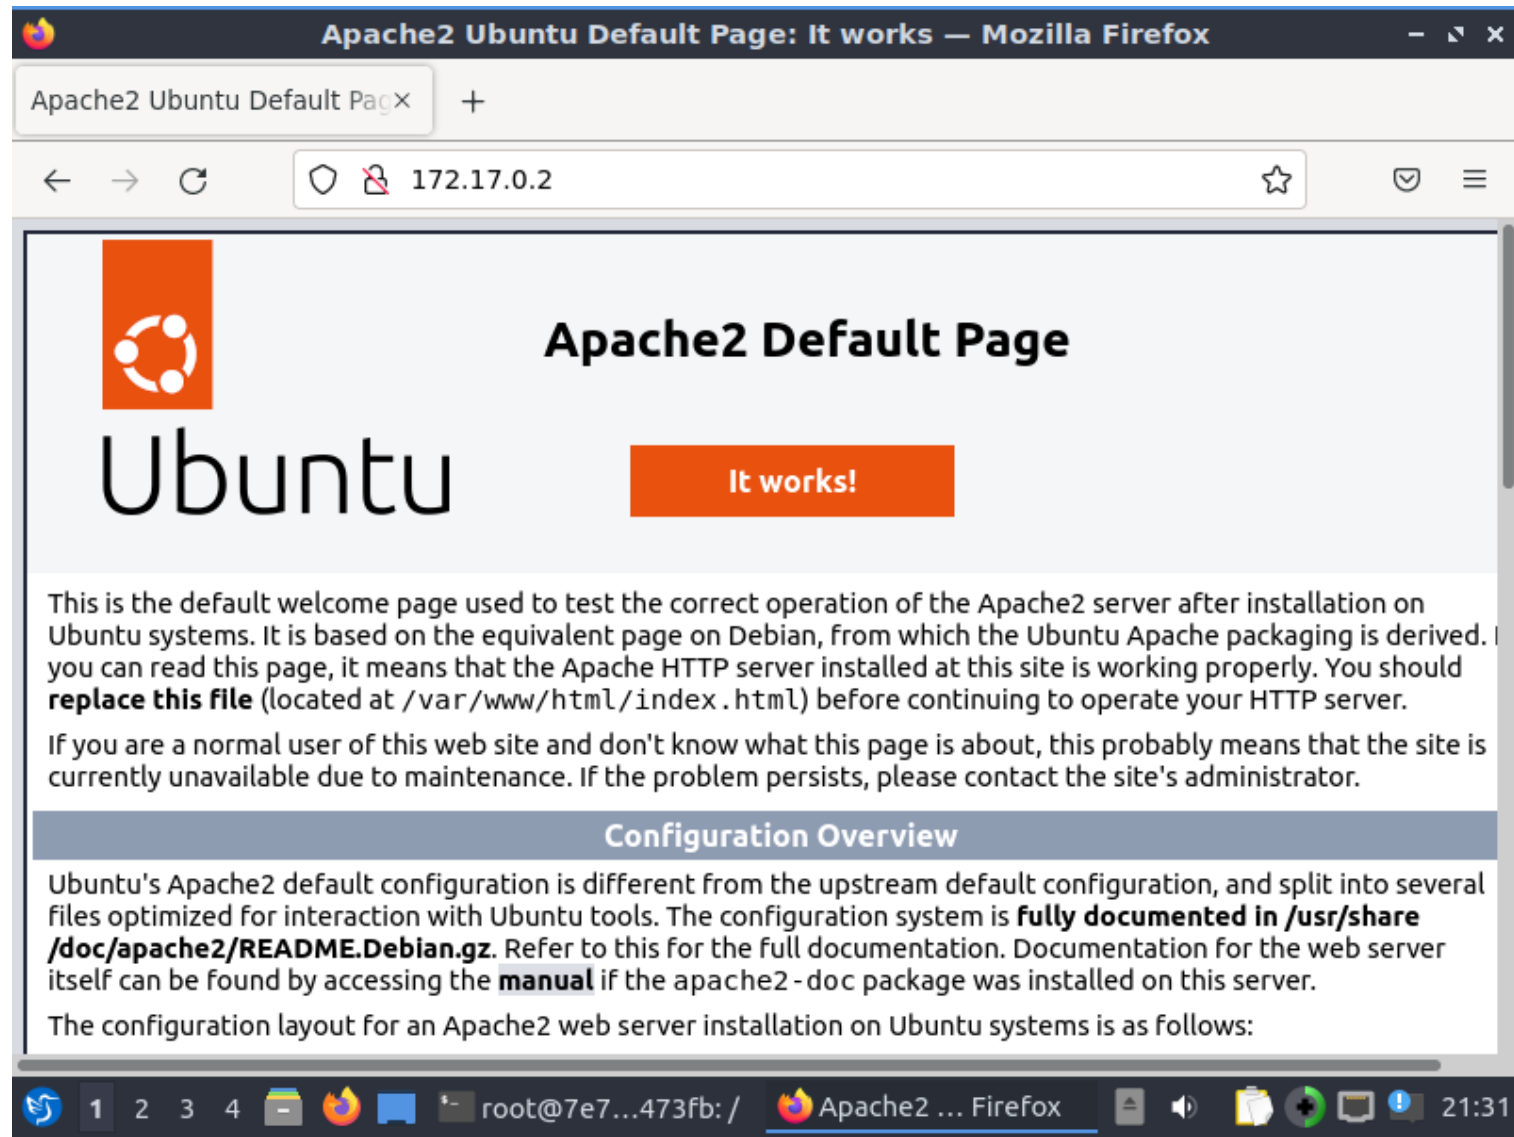 Apache2 Ubuntu Default Page: It works — Mozilla Firefox
Apache2 Ubuntu Default Pag
172.17.0.2
Apache2 Default Page
Ubuntu
It works!
This is the default welcome page used to test the correct operation of the Apache2 server after installation on
Ubuntu systems. It is based on the equivalent page on Debian, from which the Ubuntu Apache packaging is derived. I
you can read this page, it means that the Apache HTTP server installed at this site is working properly. You should
replace this file (located at /var/www/html/index.html) before continuing to operate your HTTP server.
If you are a normal user of this web site and don't know what this page is about, this probably means that the site is
currently unavailable due to maintenance. If the problem persists, please contact the site's administrator.
Configuration Overview
Ubuntu's Apache2 default configuration is different from the upstream default configuration, and split into several
files optimized for interaction with Ubuntu tools. The configuration system is fully documented in /usr/share
/doc/apache2/README.Debian.gz. Refer to this for the full documentation. Documentation for the web server
itself can be found by accessing the manual if the apache2-doc package was installed on this server.
The configuration layout for an Apache2 web server installation on Ubuntu systems is as follows:
1 2 3 4 root@7e7...473fb: / Apache2 ... Firefox 21:31